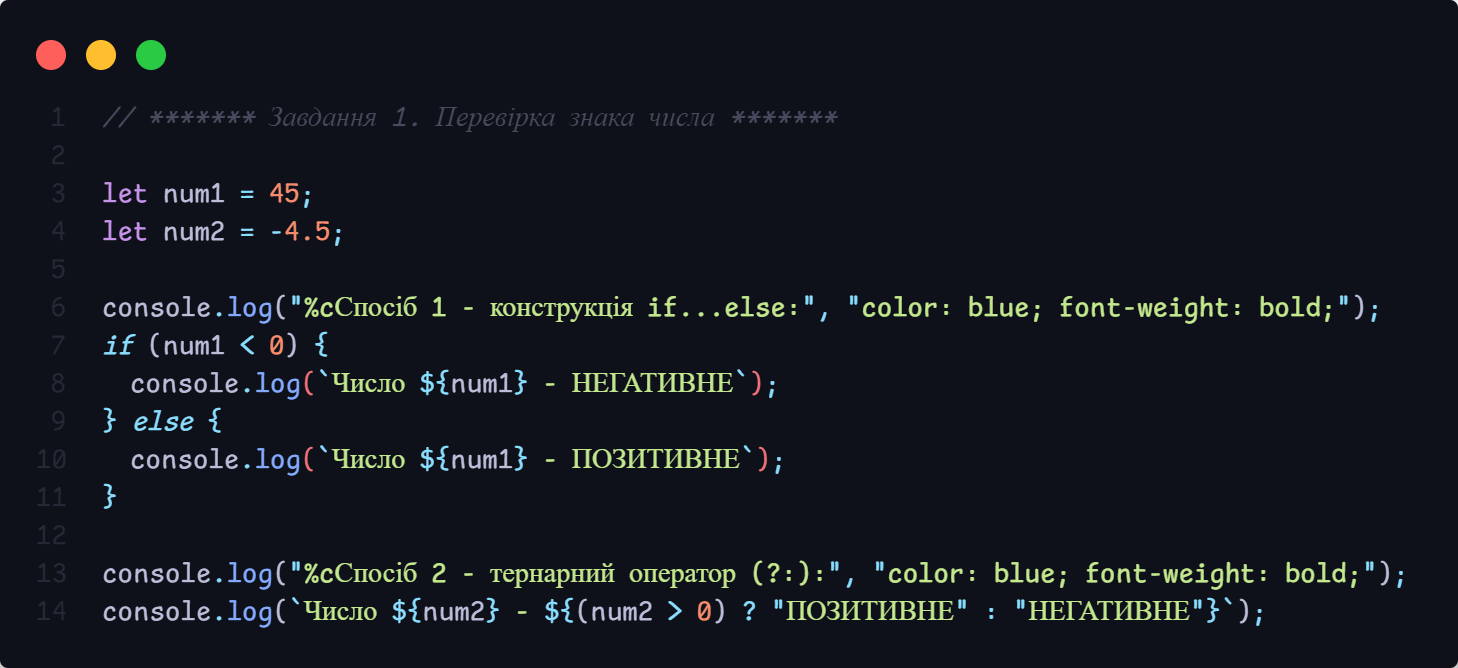 1 // ******* Завдання 1. Перевірка знака числа *******
2
3 let num1 = 45;
4 let num2 = -4.5;
5
6 console.log("%cСпосіб 1 - конструкція if...else:", "color: blue; font-weight: bold;");
7 if (num1 < 0) {
8   console.log(`Число ${num1} - НЕГАТИВНЕ`);
9 } else {
10   console.log(`Число ${num1} - ПОЗИТИВНЕ`);
11 }
12
13 console.log("%cСпосіб 2 - тернарний оператор (?:):", "color: blue; font-weight: bold;");
14 console.log(`Число ${num2} - ${(num2 > 0) ? "ПОЗИТИВНЕ" : "НЕГАТИВНЕ"}`);